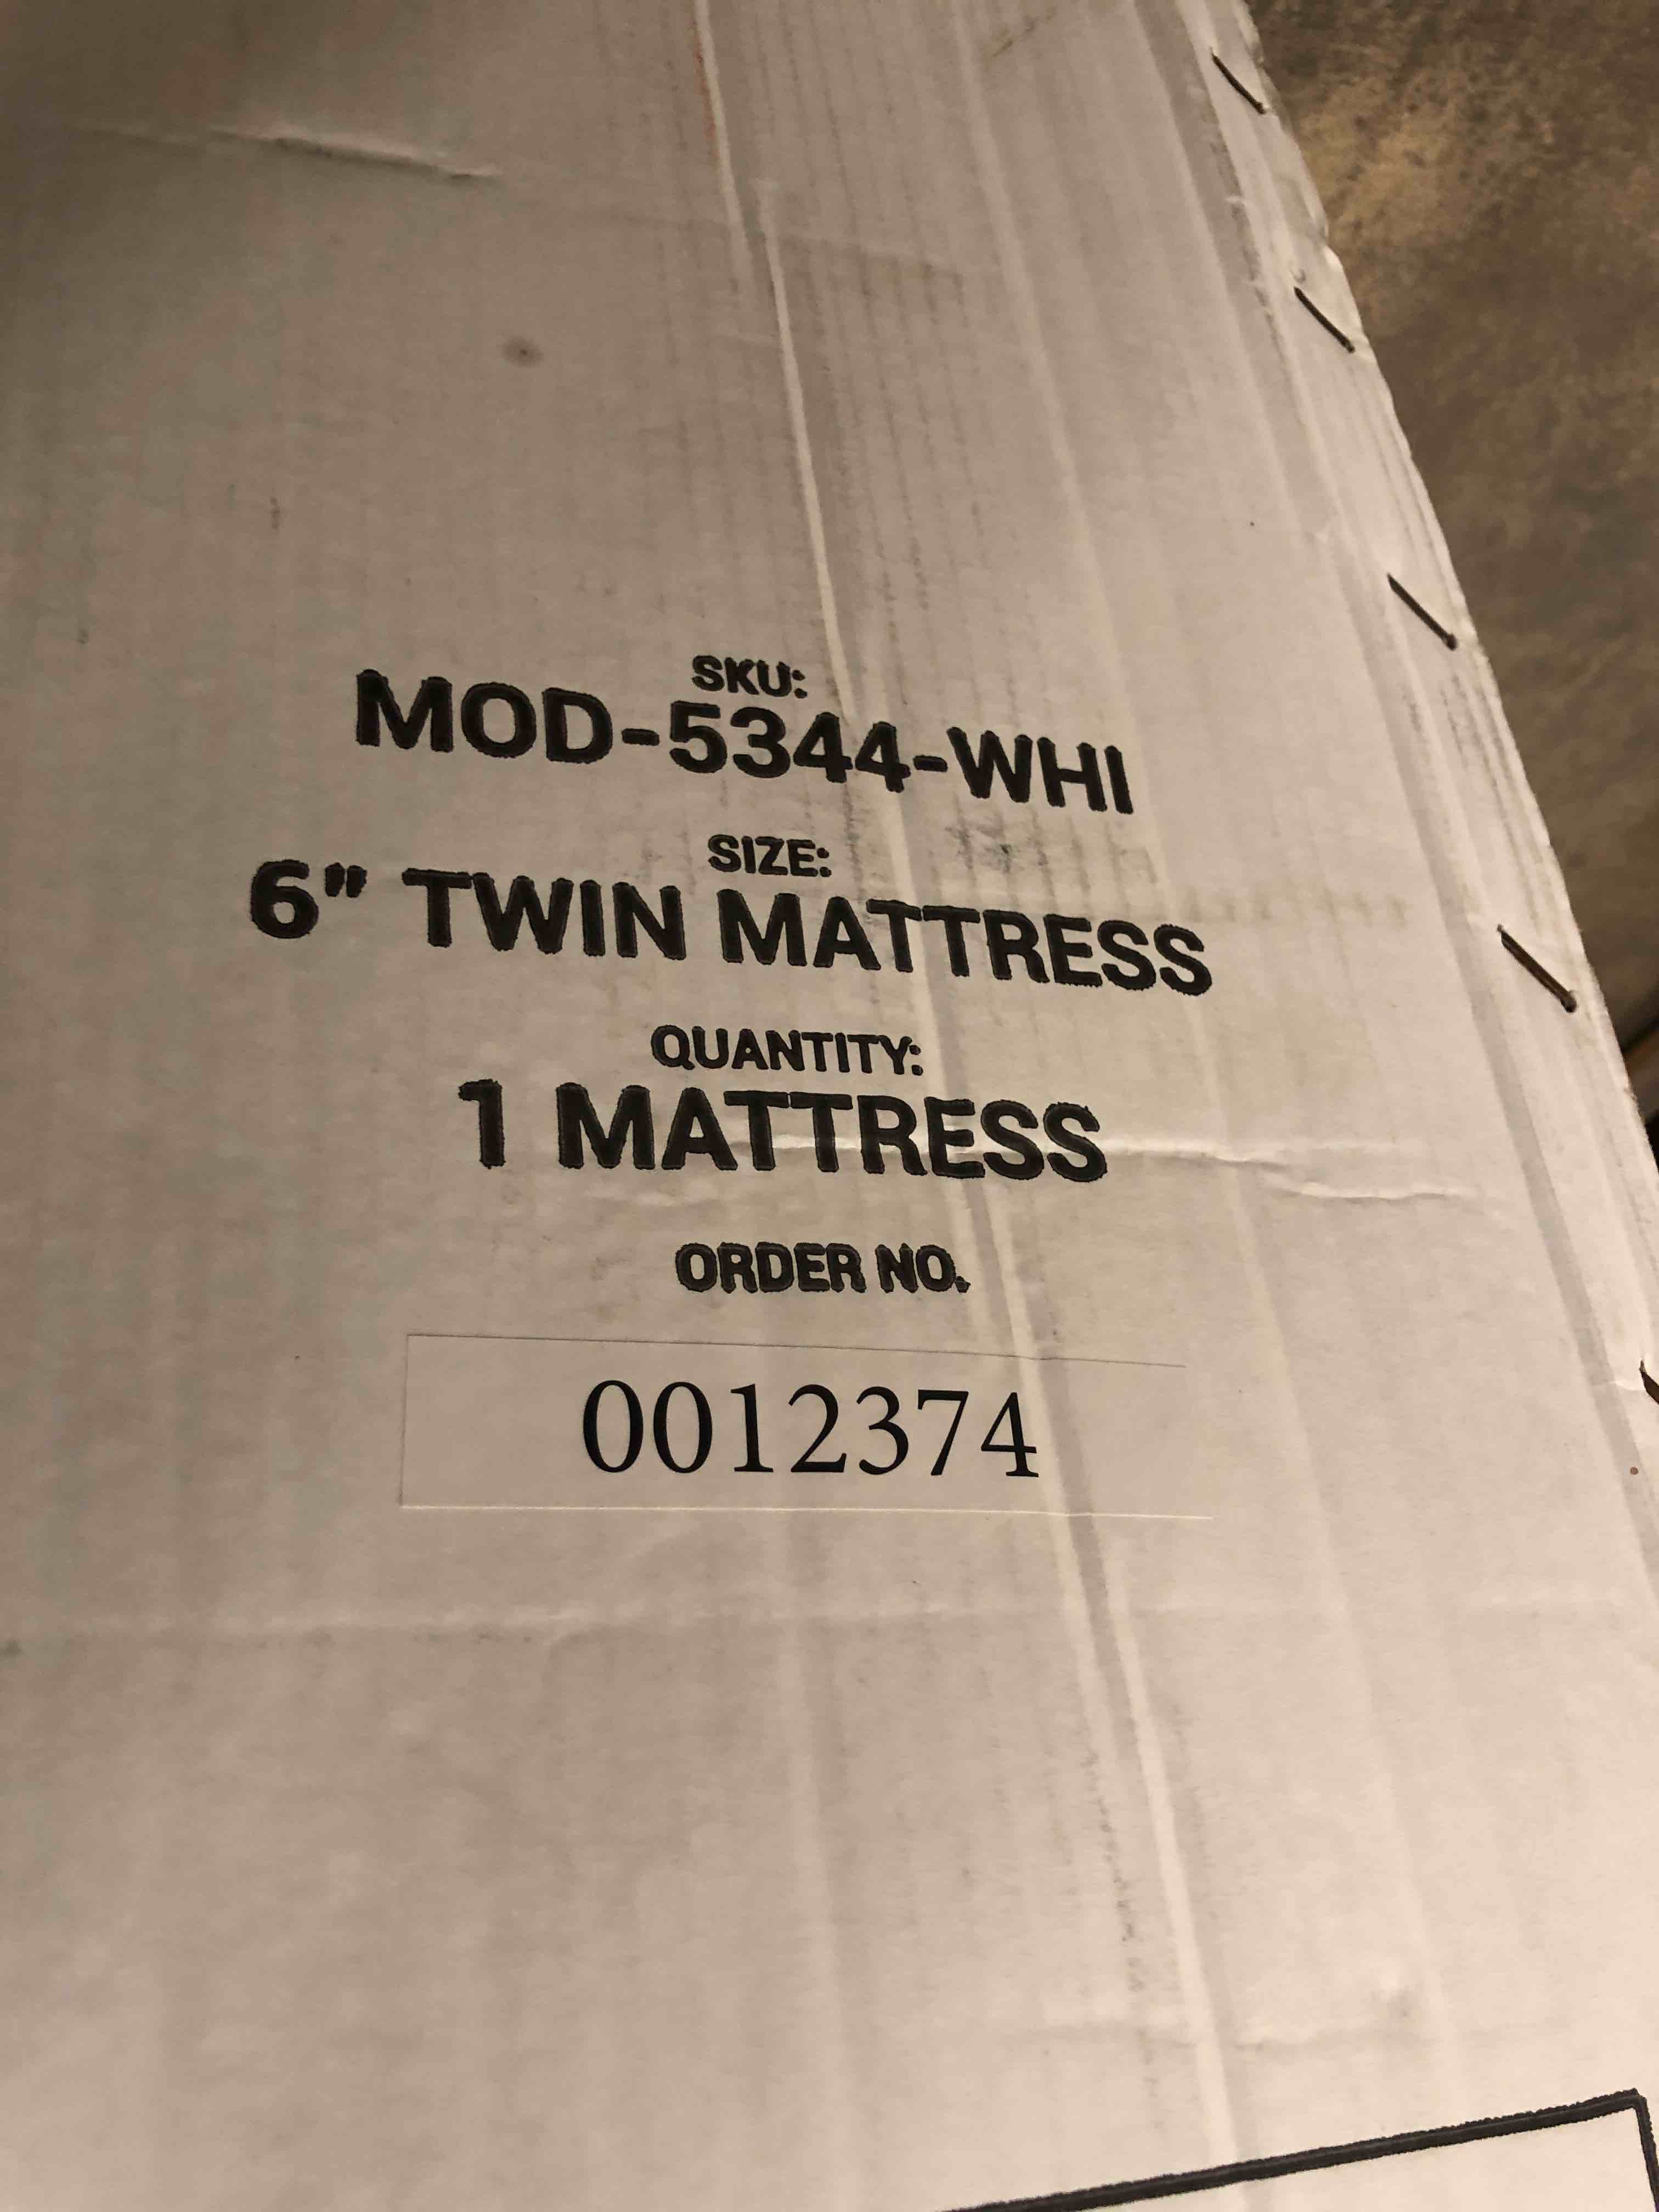 SKU:
MOD-5344-WHI
SIZE:
6" TWIN MATTRESS
QUANTITY:
1 MATTRESS
ORDER NO.
0012374